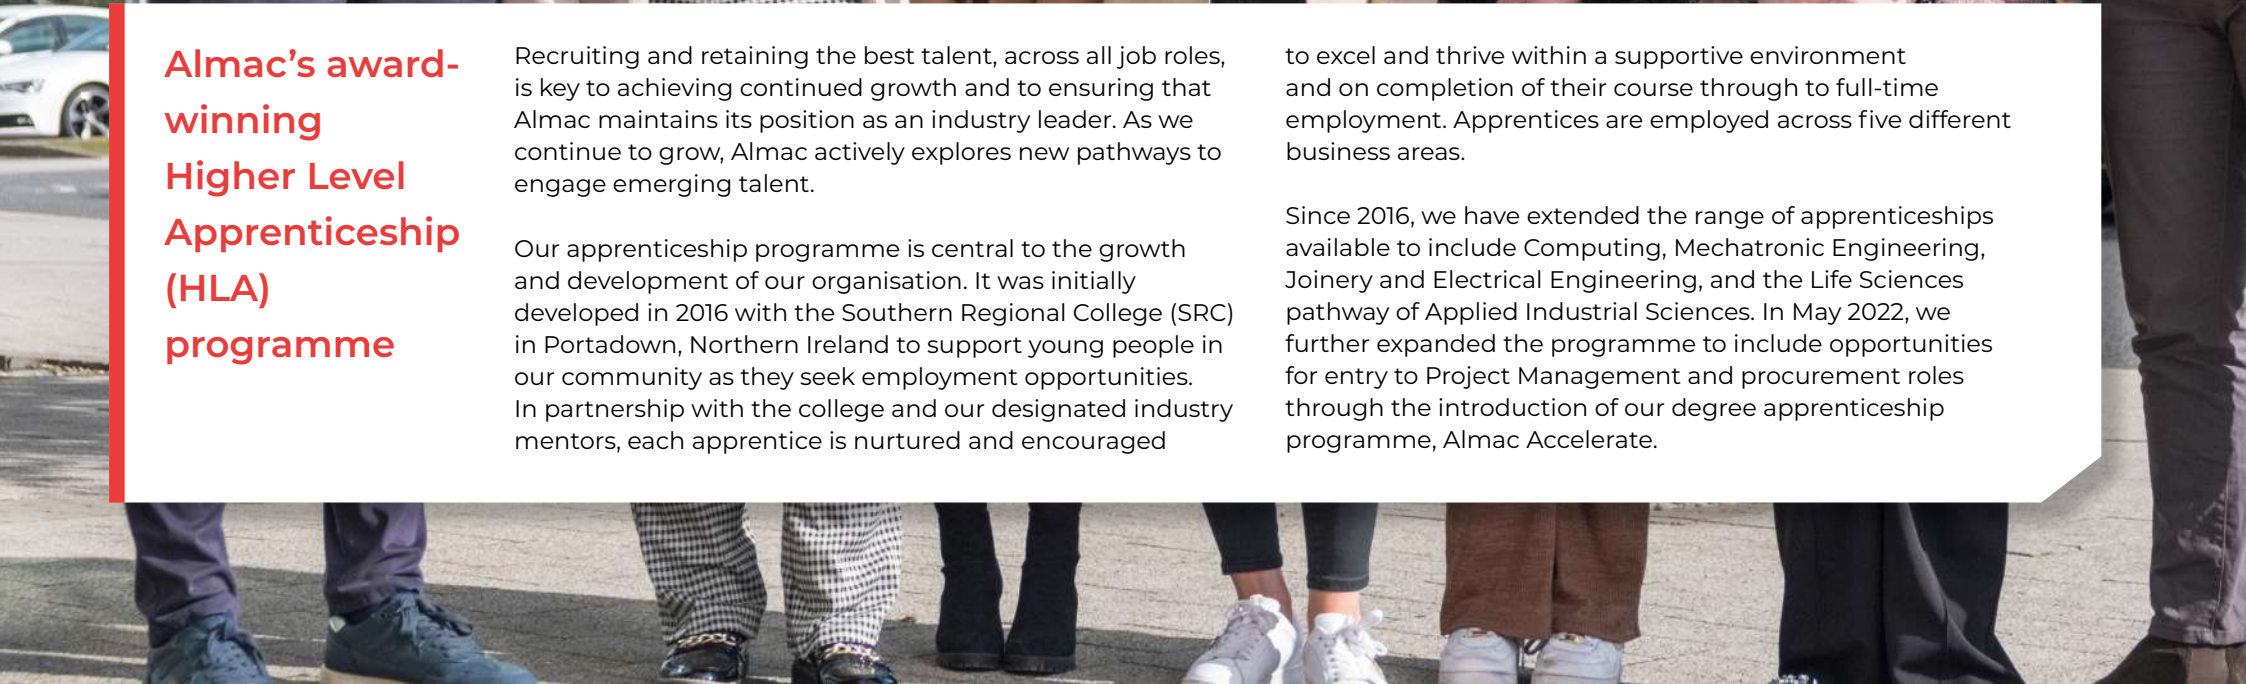 Almac’s award-
winning
Higher Level
Apprenticeship
(HLA)
programme
Recruiting and retaining the best talent, across all job roles,
is key to achieving continued growth and to ensuring that
Almac maintains its position as an industry leader. As we
continue to grow, Almac actively explores new pathways to
engage emerging talent.
Our apprenticeship programme is central to the growth
and development of our organisation. It was initially
developed in 2016 with the Southern Regional College (SRC)
in Portadown, Northern Ireland to support young people in
our community as they seek employment opportunities.
In partnership with the college and our designated industry
mentors, each apprentice is nurtured and encouraged
to excel and thrive within a supportive environment
and on completion of their course through to full-time
employment. Apprentices are employed across five different
business areas.
Since 2016, we have extended the range of apprenticeships
available to include Computing, Mechatronic Engineering,
Joinery and Electrical Engineering, and the Life Sciences
pathway of Applied Industrial Sciences. In May 2022, we
further expanded the programme to include opportunities
for entry to Project Management and procurement roles
through the introduction of our degree apprenticeship
programme, Almac Accelerate.